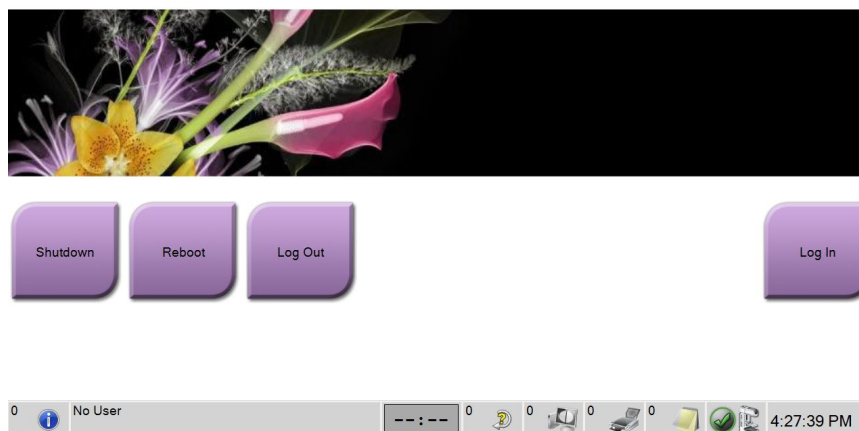 Shutdown
Reboot
Log Out
Log In
0
No User
--:--
0
0
0
0
4:27:39 PM